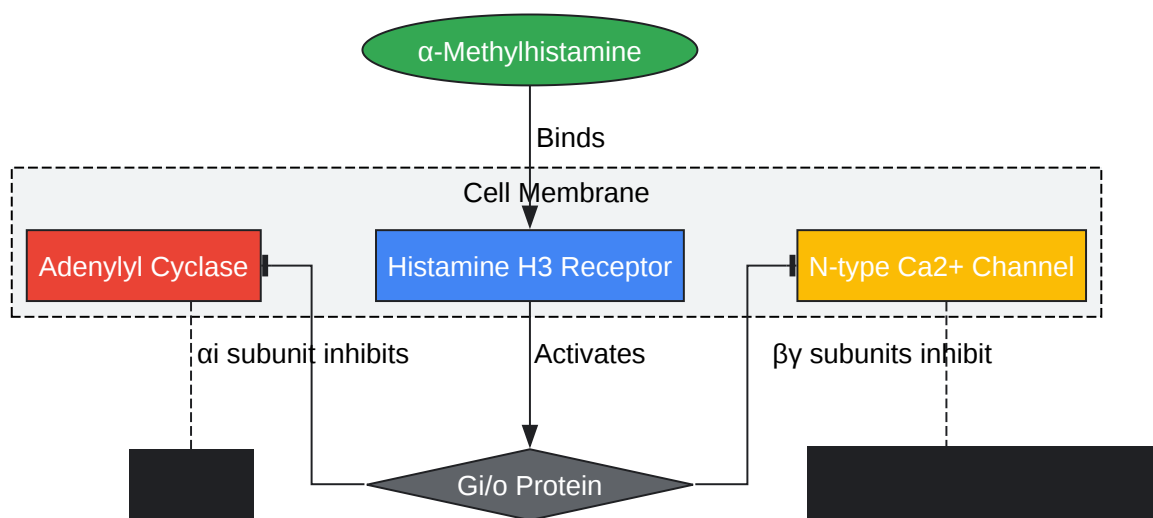 α-Methylhistamine
Binds
Cell Membrane
Adenylyl Cyclase
Histamine H3 Receptor
N-type Ca2+ Channel
αi subunit inhibits
Activates
βγ subunits inhibit
Gi/o Protein